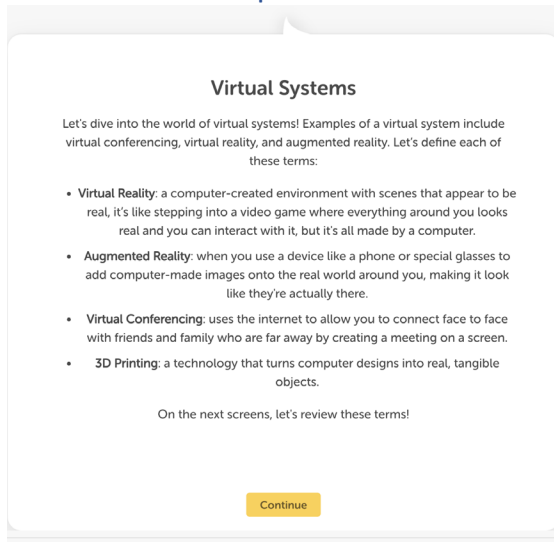 Virtual Systems
Let's dive into the world of virtual systems! Examples of a virtual system include
virtual conferencing, virtual reality, and augmented reality. Let's define each of
these terms:
• Virtual Reality: a computer-created environment with scenes that appear to be
real, it's like stepping into a video game where everything around you looks
real and you can interact with it, but it's all made by a computer.
• Augmented Reality: when you use a device like a phone or special glasses to
add computer-made images onto the real world around you, making it look
like they're actually there.
• Virtual Conferencing: uses the internet to allow you to connect face to face
with friends and family who are far away by creating a meeting on a screen.
• 3D Printing: a technology that turns computer designs into real, tangible
objects.
On the next screens, let's review these terms!
Continue